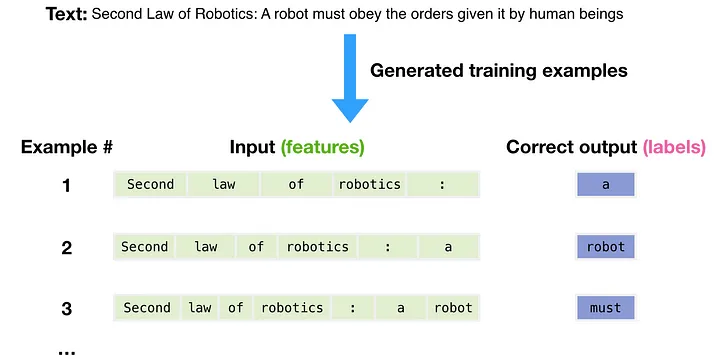 Text: Second Law of Robotics: A robot must obey the orders given it by human beings
Generated training examples
Example # Input (features) Correct output (labels)
1 Second law of robotics : a
2 Second law of robotics : a robot
3 Second law of robotics : a robot must
...